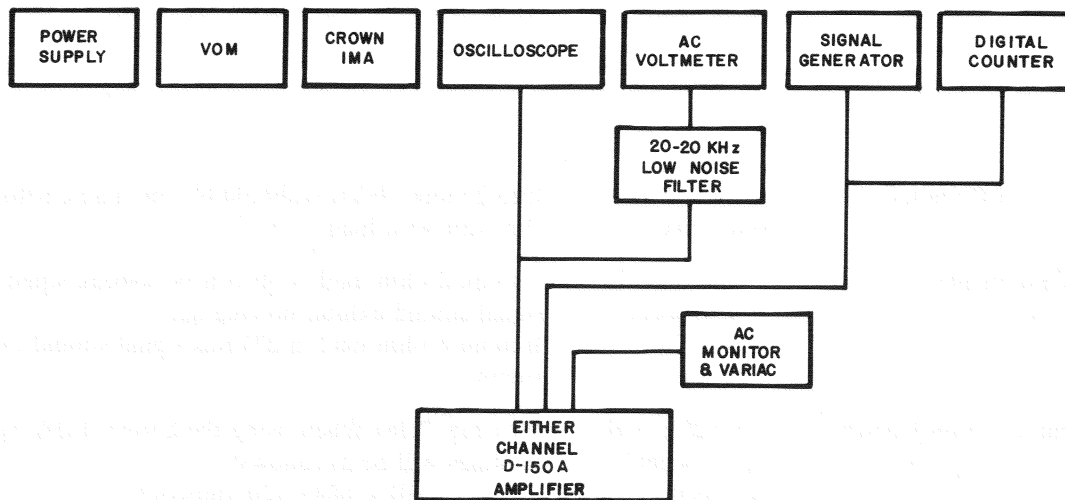 POWER
SUPPLY
VOM
CROWN
IMA
OSCILLOSCOPE
AC
VOLTMETER
SIGNAL
GENERATOR
DIGITAL
COUNTER
20-20 KHz
LOW NOISE
FILTER
AC
MONITOR
& VARIAC
EITHER
CHANNEL
D-150A
AMPLIFIER